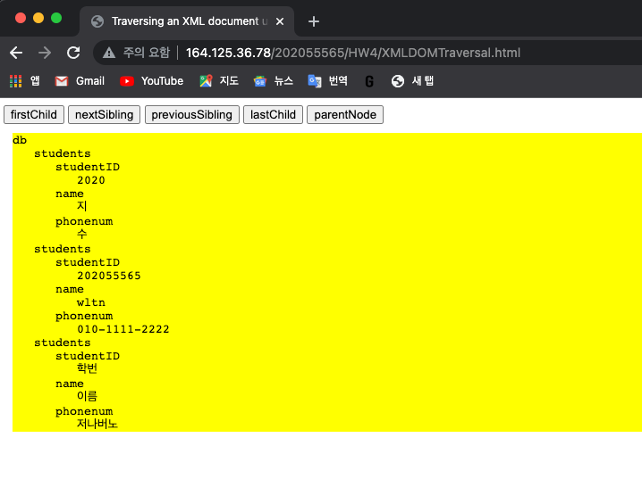 Traversing an XML document u
주의 요함 164.125.36.78/202055565/HW4/XMLDOMTraversal.html
앱 Gmail YouTube 지도 뉴스 번역 G 새 탭
firstChild nextSibling previousSibling lastChild parentNode
db
students
studentID
2020
name
지
phonenum
수
students
studentID
202055565
name
wltn
phonenum
010-1111-2222
students
studentID
학번
name
이름
phonenum
저나버노